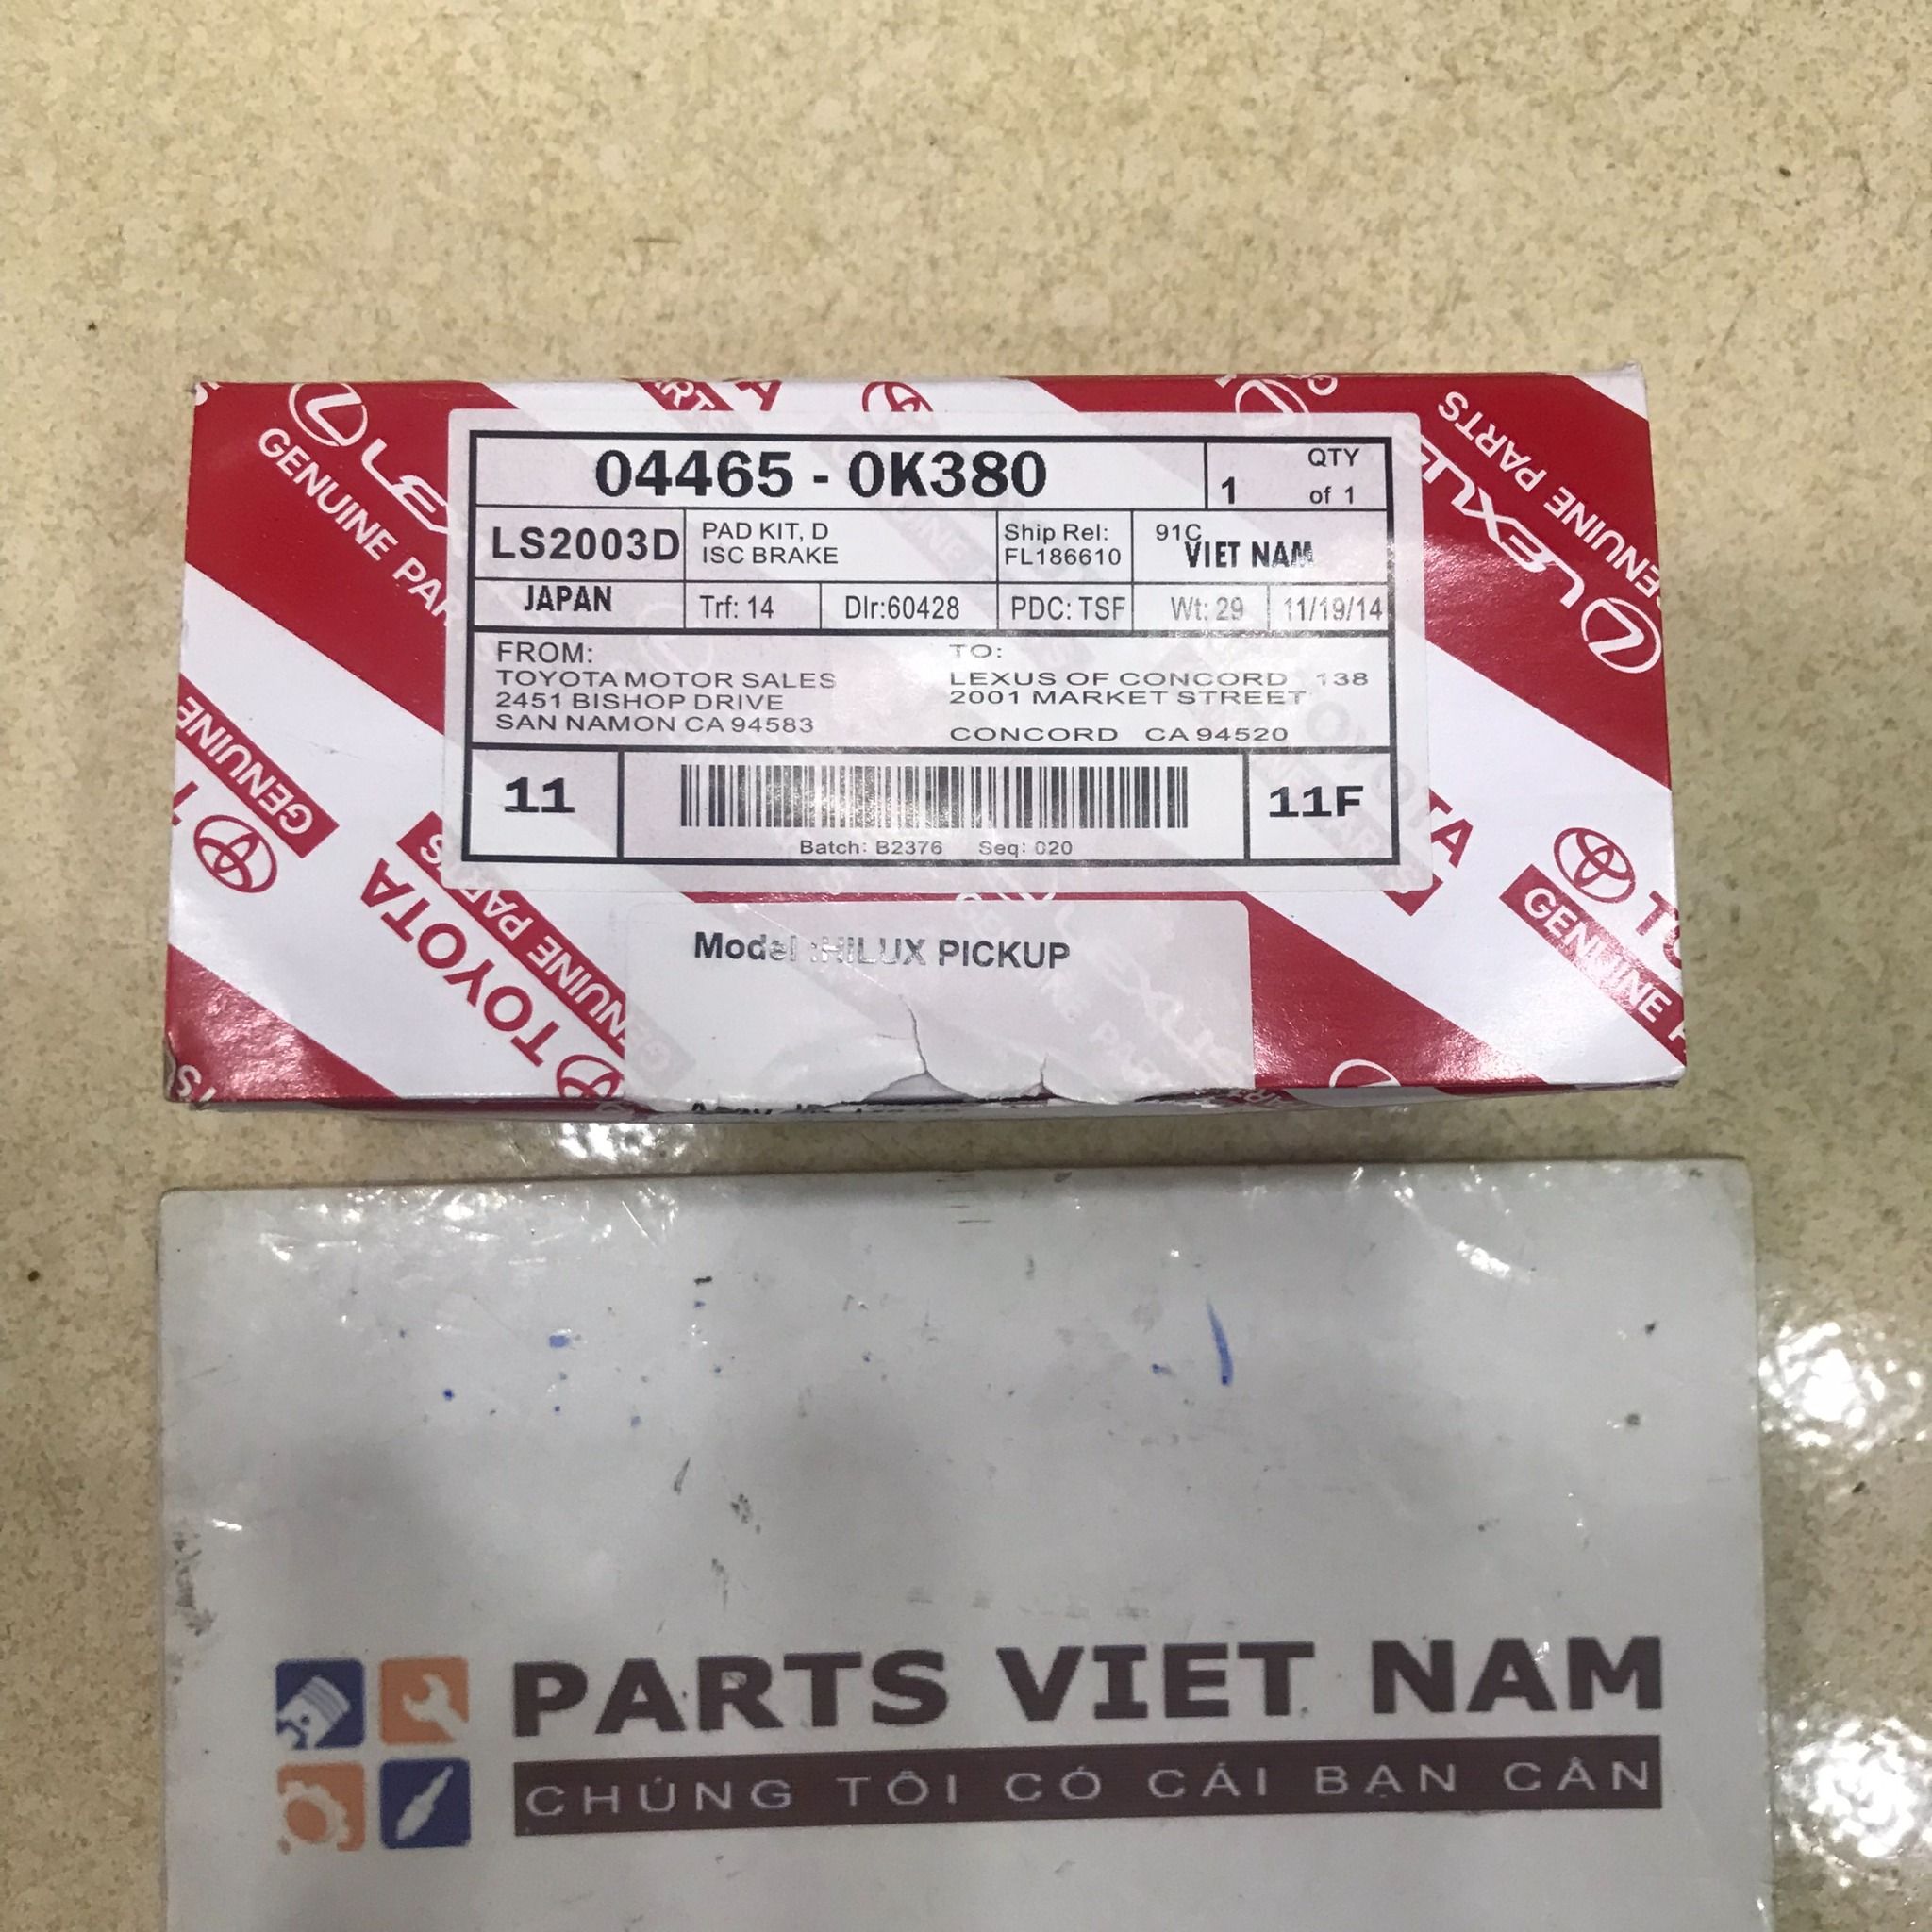 04465 - 0K380
QTY
1 of 1
LS2003D
PAD KIT, D
ISC BRAKE
Ship Rel:
FL186610
91C
VIET NAM
JAPAN
Trf: 14
Dlr:60428
PDC: TSF
Wt: 29
11/19/14
FROM:
TOYOTA MOTOR SALES
2451 BISHOP DRIVE
SAN NAMON CA 94583
TO:
LEXUS OF CONCORD 138
2001 MARKET STREET
CONCORD CA 94520
11
11F
Batch: B2376 Seq: 020
Model :HILUX PICKUP
LEXUS
GENUINE PARTS
GENUINE
TOYOTA
GENUINE PARTS
GENUINE
PARTS VIET NAM
CHÚNG TÔI CÓ CÁI BẠN CẦN